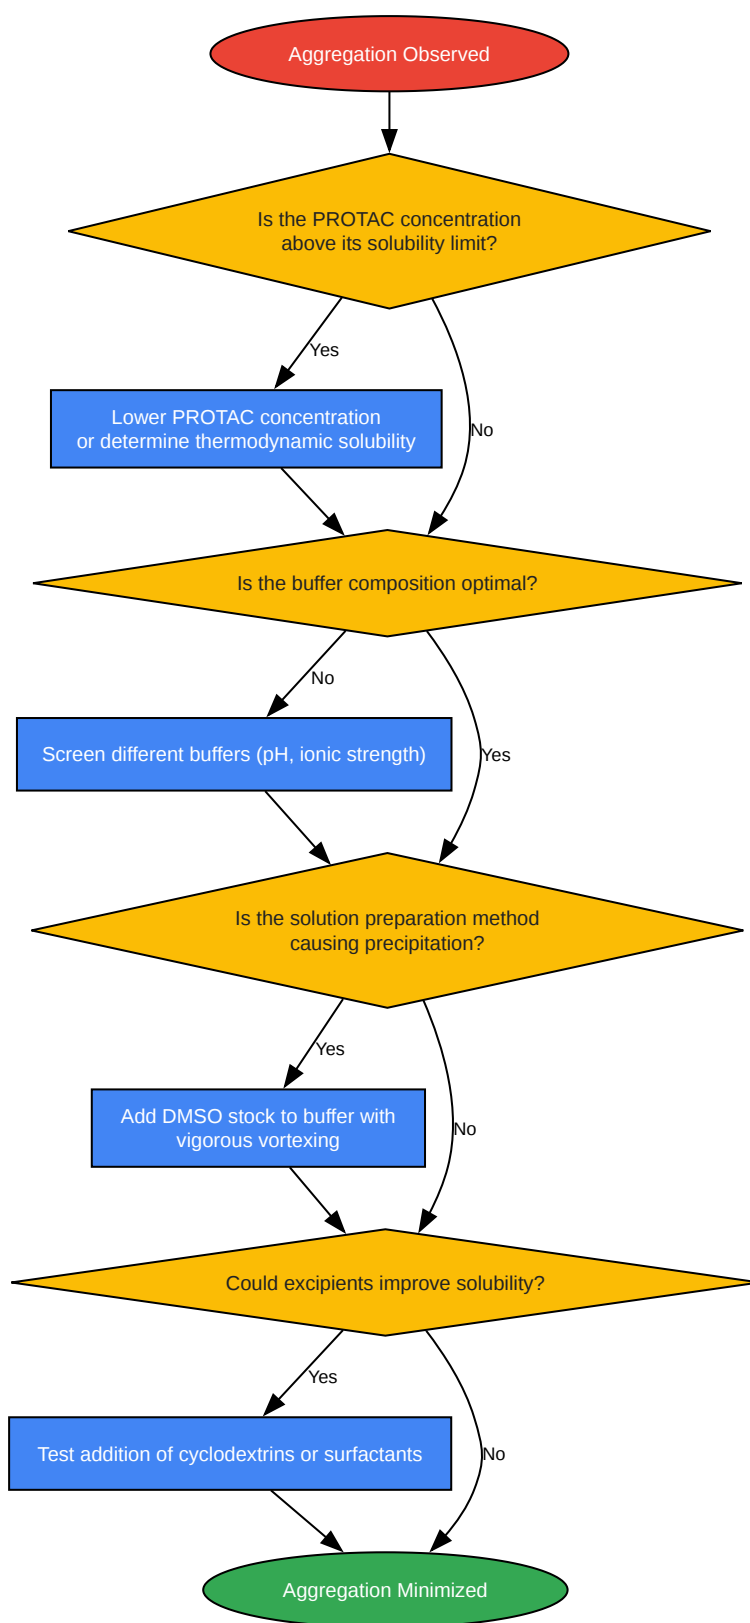 Aggregation Observed
Is the PROTAC concentration
above its solubility limit?
Yes
Lower PROTAC concentration
or determine thermodynamic solubility
No
Is the buffer composition optimal?
No
Screen different buffers (pH, ionic strength)
Yes
Is the solution preparation method
causing precipitation?
Yes
Add DMSO stock to buffer with
vigorous vortexing
No
Could excipients improve solubility?
Yes
Test addition of cyclodextrins or surfactants
No
Aggregation Minimized